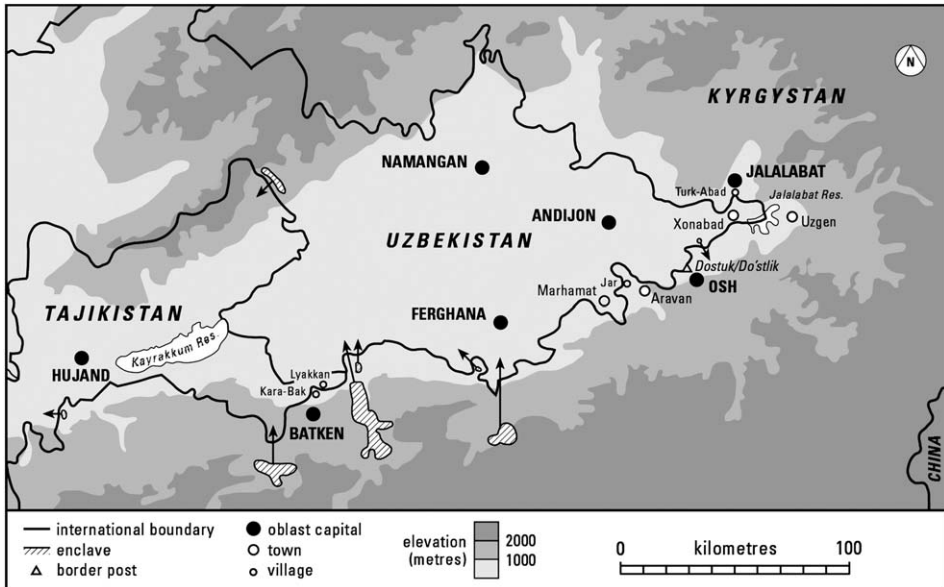 N
KYRGYSTAN
NAMANGAN
JALALABAT
Turk-Abad
Jalalabat Res.
ANDIJON
Xonabad
Uzgen
UZBEKISTAN
Dostuk/Do'stlik
OSH
Jar
Marhamat
Aravan
TAJIKISTAN
FERGHANA
Kayrakkum Res.
HUJAND
Lyakkan
Kara-Bak
BATKEN
CHINA
international boundary
enclave
border post
oblast capital
town
village
elevation
(metres)
2000
1000
0 kilometres 100